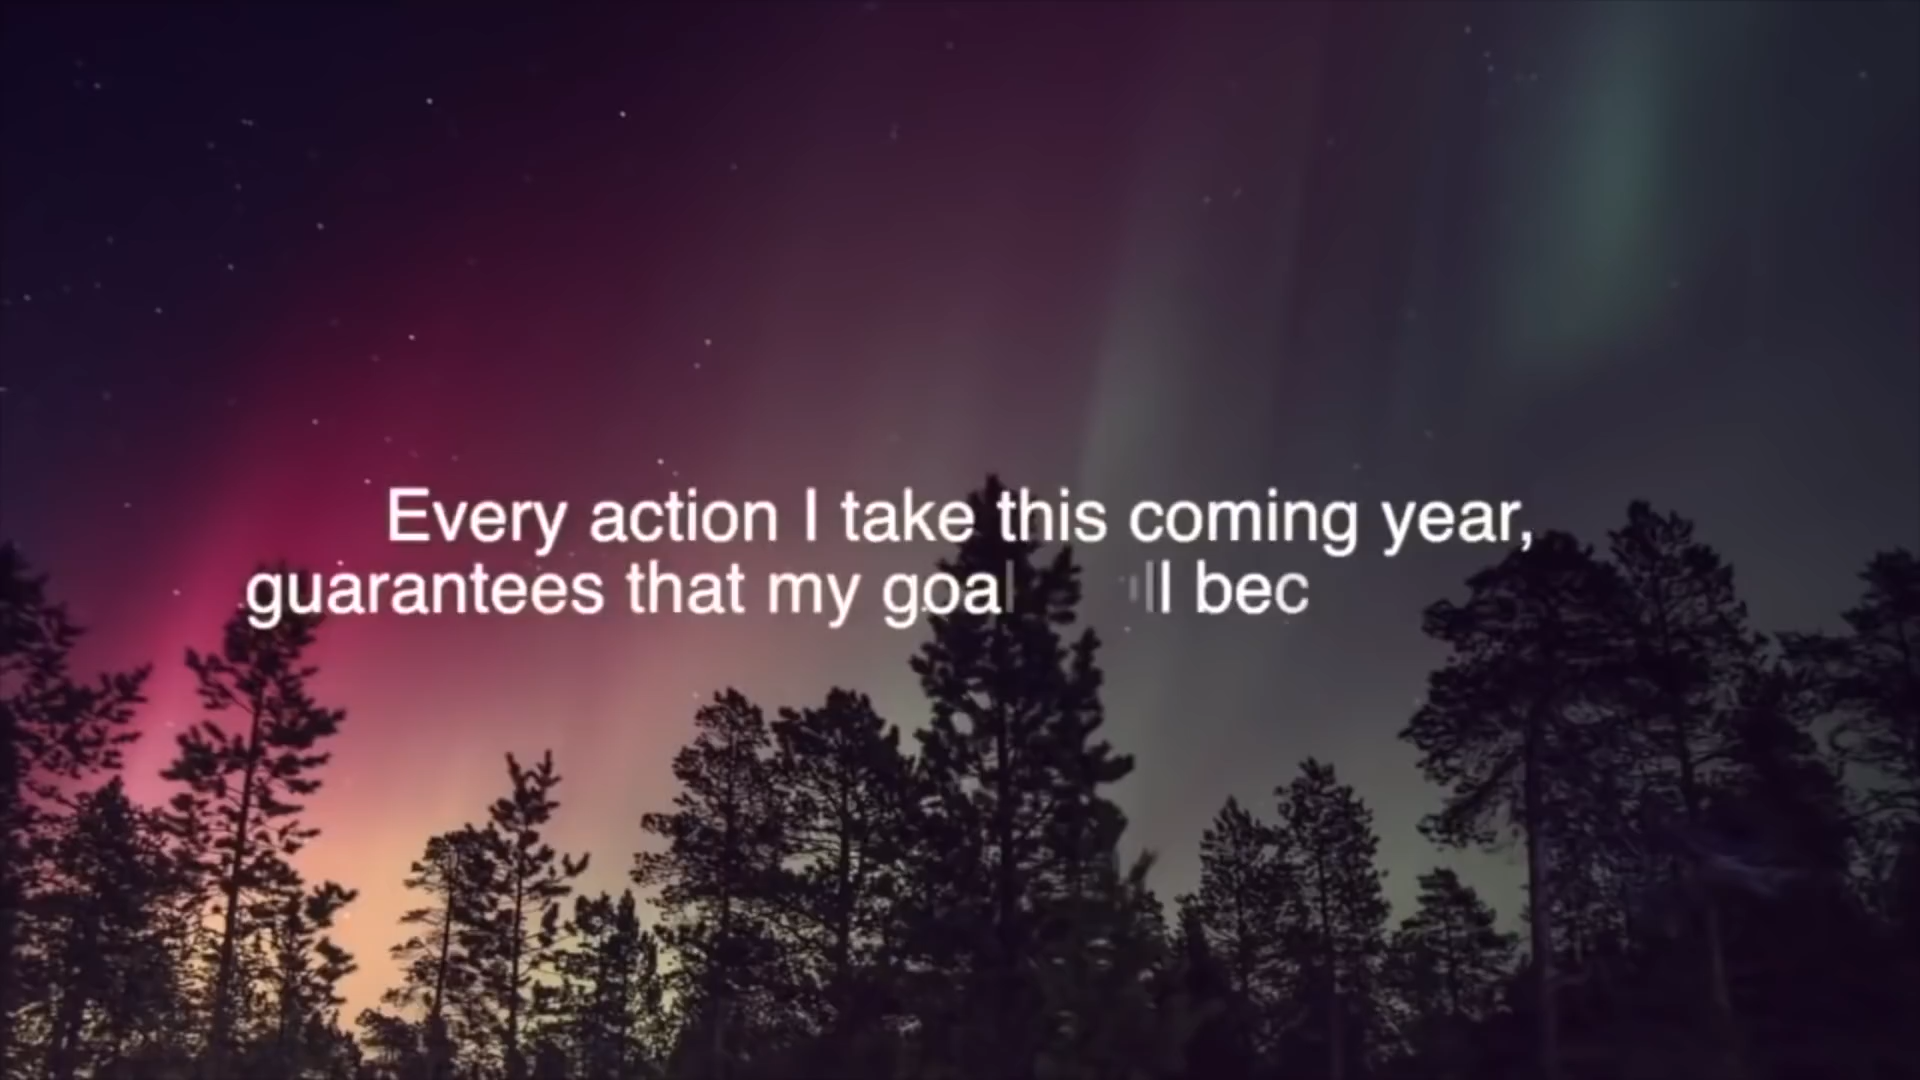 Every action I take this coming year,
guarantees that my goal